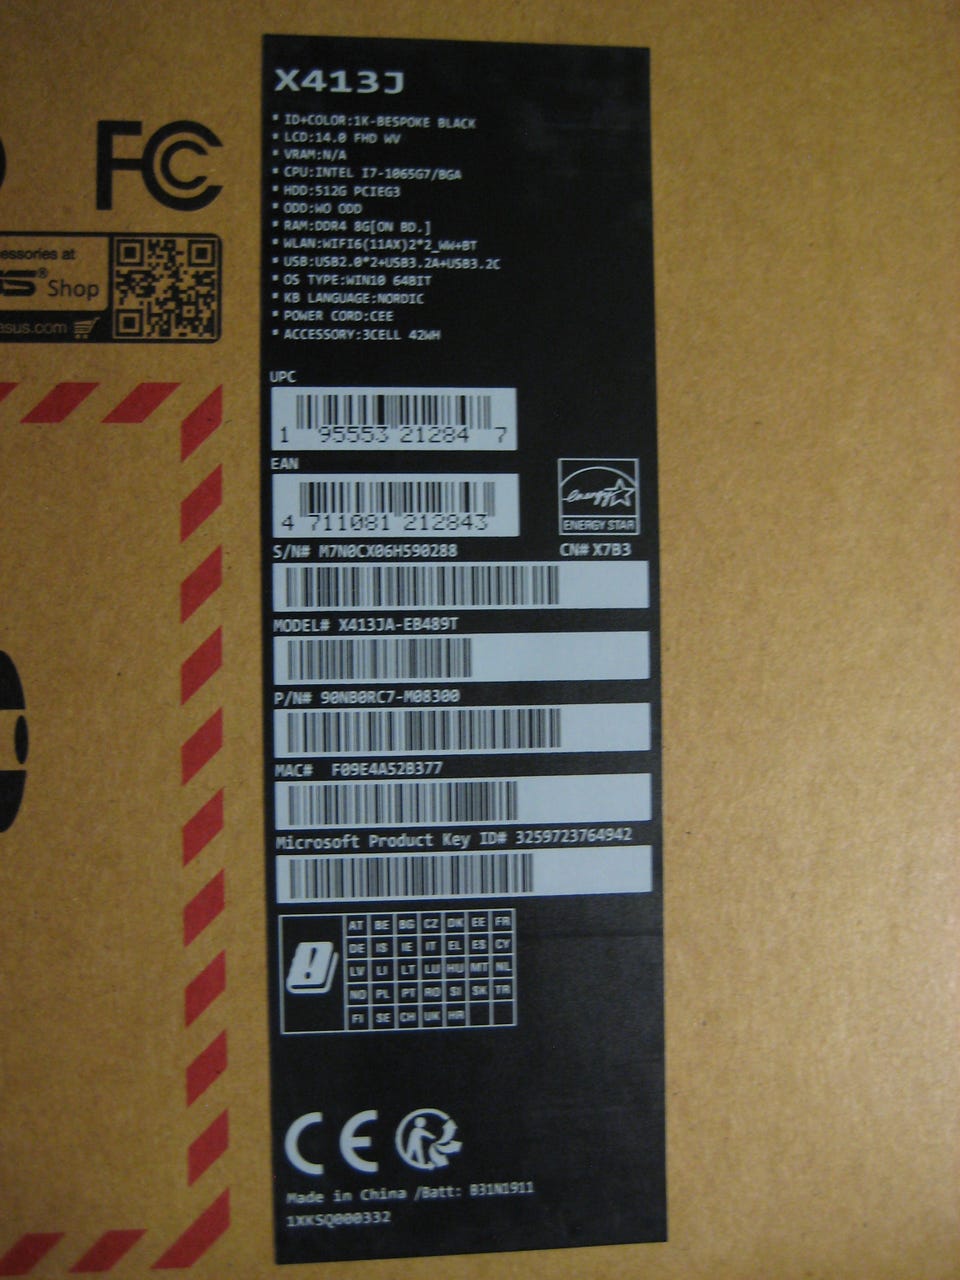 FC
essories at
US® Shop
asus.com
X413J
* ID+COLOR:1K-BESPOKE BLACK
* LCD:14.0 FHD WV
* VRAM:N/A
* CPU:INTEL I7-1065G7/BGA
* HDD:512G PCIEG3
* ODD:WO ODD
* RAM:DDR4 8G[ON BD.]
* WLAN:WIFI6(11AX)2*2_WW+BT
* USB:USB2.0*2+USB3.2A+USB3.2C
* OS TYPE:WIN10 64BIT
* KB LANGUAGE:NORDIC
* POWER CORD:CEE
* ACCESSORY:3CELL 42WH
UPC
1 95553 21284 7
EAN
4 711081 212843
energy
ENERGY STAR
S/N# M7N0CX06H590288 CN# X7B3
MODEL# X413JA-EB489T
P/N# 90NB0RC7-M08300
MAC# F09E4A52B377
Microsoft Product Key ID# 3259723764942
AT BE BG CZ DK EE FR
DE IS IE IT EL ES CY
LV LI LT LU HU MT NL
NO PL PT RO SI SK TR
FI SE CH UK HR
CE
Made in China /Batt: B31N1911
1XKSQ000332